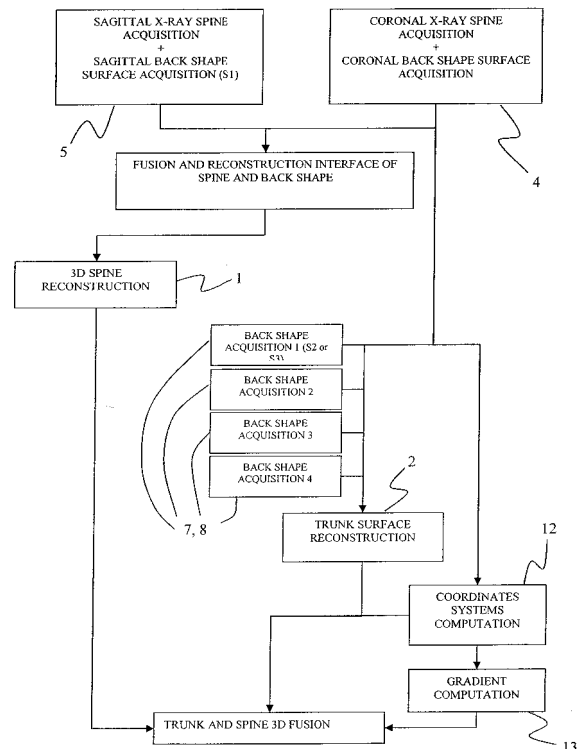 SAGITTAL X-RAY SPINE
ACQUISITION
+
SAGITTAL BACK SHAPE
SURFACE ACQUISITION (S1)
CORONAL X-RAY SPINE
ACQUISITION
+
CORONAL BACK SHAPE SURFACE
ACQUISITION
5
4
FUSION AND RECONSTRUCTION INTERFACE OF
SPINE AND BACK SHAPE
3D SPINE
RECONSTRUCTION
1
BACK SHAPE
ACQUISITION 1 (S2 or
S3)
BACK SHAPE
ACQUISITION 2
BACK SHAPE
ACQUISITION 3
BACK SHAPE
ACQUISITION 4
7, 8
2
TRUNK SURFACE
RECONSTRUCTION
12
COORDINATES
SYSTEMS
COMPUTATION
GRADIENT
COMPUTATION
TRUNK AND SPINE 3D FUSION
13